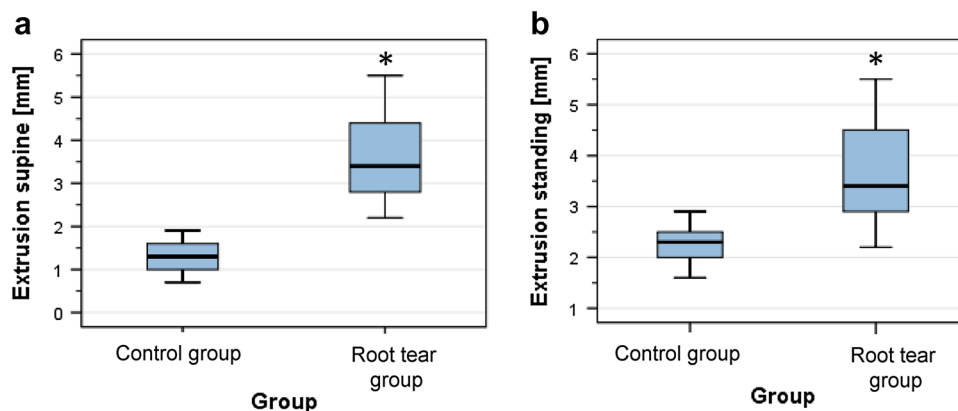 a
Extrusion supine [mm]
6
5
4
3
2
1
0
*
Control group
Root tear
group
Group
b
Extrusion standing [mm]
6
5
4
3
2
1
*
Control group
Root tear
group
Group